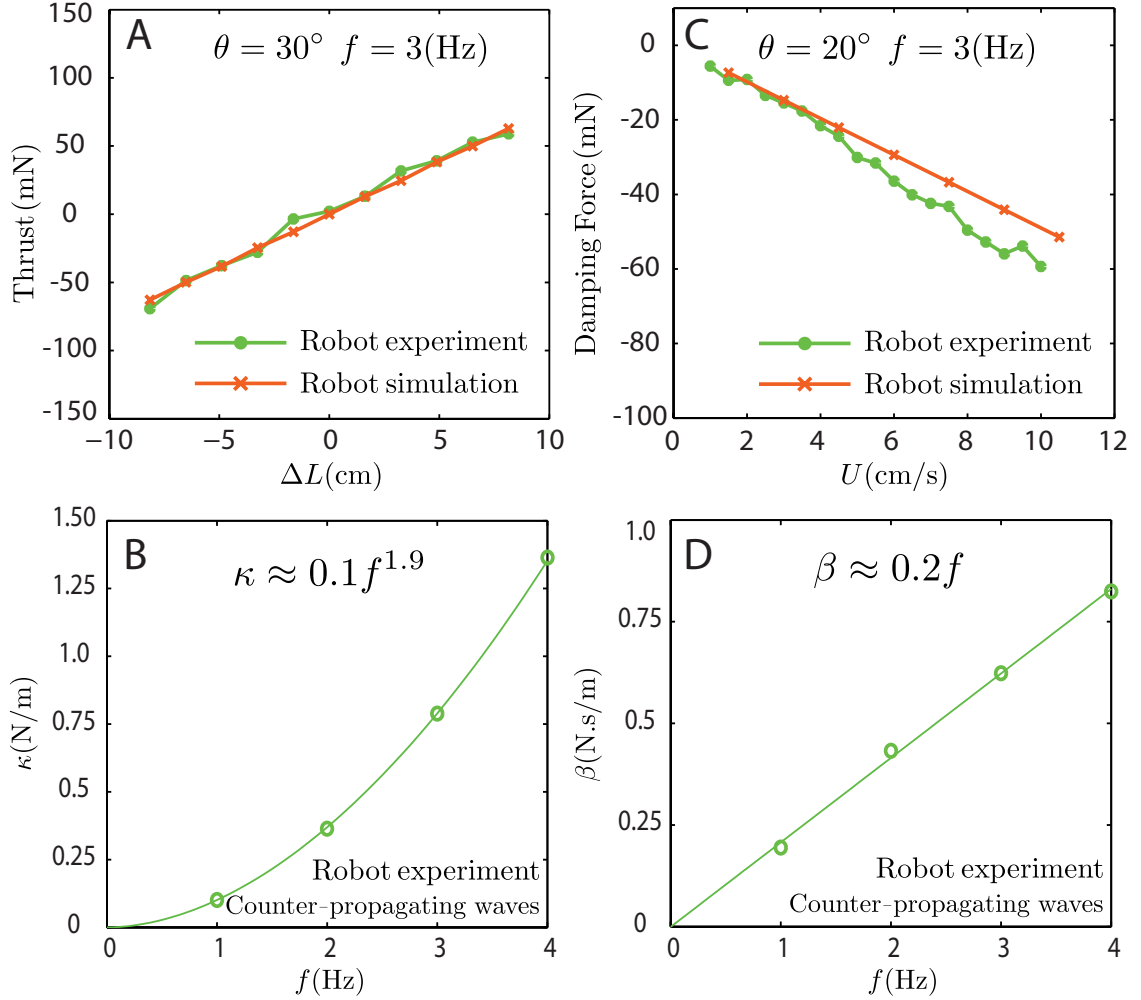 A
θ = 30° f = 3(Hz)
150
100
50
0
-50
-100
-150
Thrust(mN)
Robot experiment
Robot simulation
−10
−5
0
5
10
ΔL(cm)
C
θ = 20° f = 3(Hz)
0
-20
-40
-60
-80
-100
Damping Force(mN)
Robot experiment
Robot simulation
0
2
4
6
8
10
12
U(cm/s)
B
κ ≈ 0.1f^1.9
1.50
1.25
1.0
0.75
0.5
0.25
0
κ(N/m)
Robot experiment
Counter-propagating waves
0
1
2
3
4
f(Hz)
D
β ≈ 0.2f
1.0
0.75
0.5
0.25
0
β(N.s/m)
Robot experiment
Counter-propagating waves
0
1
2
3
4
f(Hz)